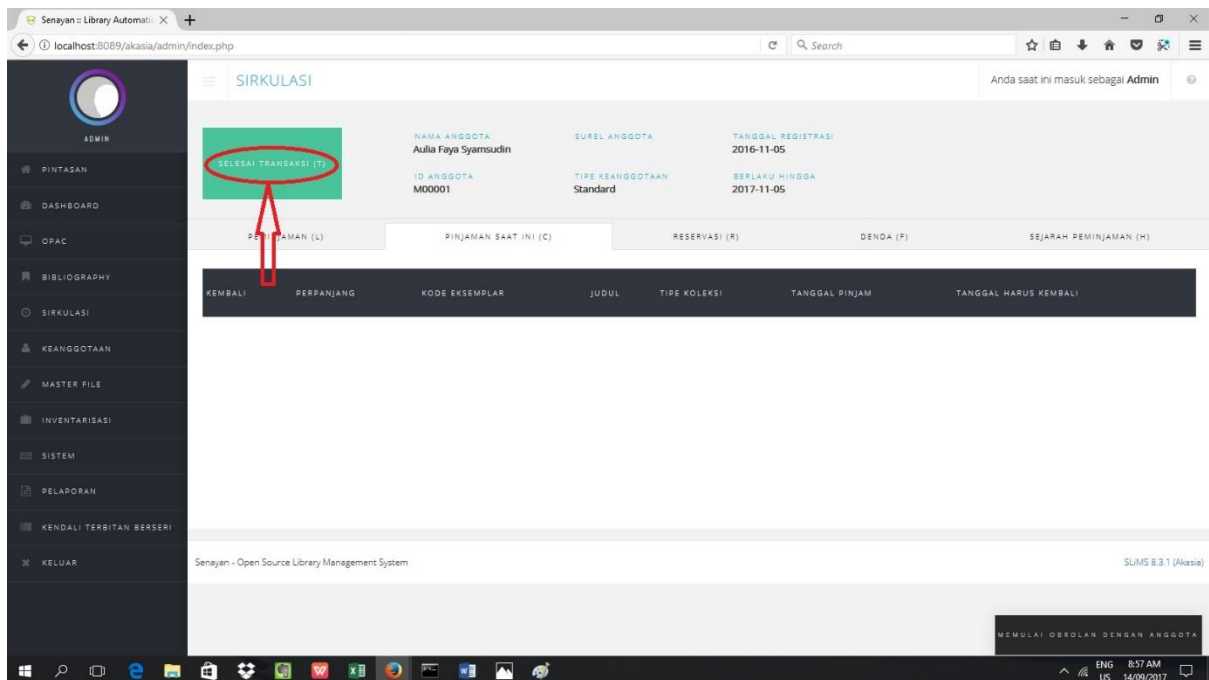 Senayan :: Library Automatic
localhost:8089/akasia/admin/index.php
Search
ADMIN
PINTASAN
DASHBOARD
OPAC
BIBLIOGRAPHY
SIRKULASI
KEANGGOTAAN
MASTER FILE
INVENTARISASI
SISTEM
PELAPORAN
KENDALI TERBITAN BERSERI
KELUAR
SIRKULASI
Anda saat ini masuk sebagai Admin
SELESAI TRANSAKSI (T)
NAMA ANGGOTA
Aulia Faya Syamsudin
SUREL ANGGOTA
TANGGAL REGISTRASI
2016-11-05
ID ANGGOTA
M00001
TIPE KEANGGOTAAN
Standard
BERLAKU HINGGA
2017-11-05
PEMINJAMAN (L)
PINJAMAN SAAT INI (C)
RESERVASI (R)
DENDA (F)
SEJARAH PEMINJAMAN (H)
KEMBALI PERPANJANG KODE EKSEMPLAR JUDUL TIPE KOLEKSI TANGGAL PINJAM TANGGAL HARUS KEMBALI
Senayan - Open Source Library Management System
SLiMS 8.3.1 (Akasia)
MEMULAI OBROLAN DENGAN ANGGOTA
ENG 8:57 AM
US 14/09/2017